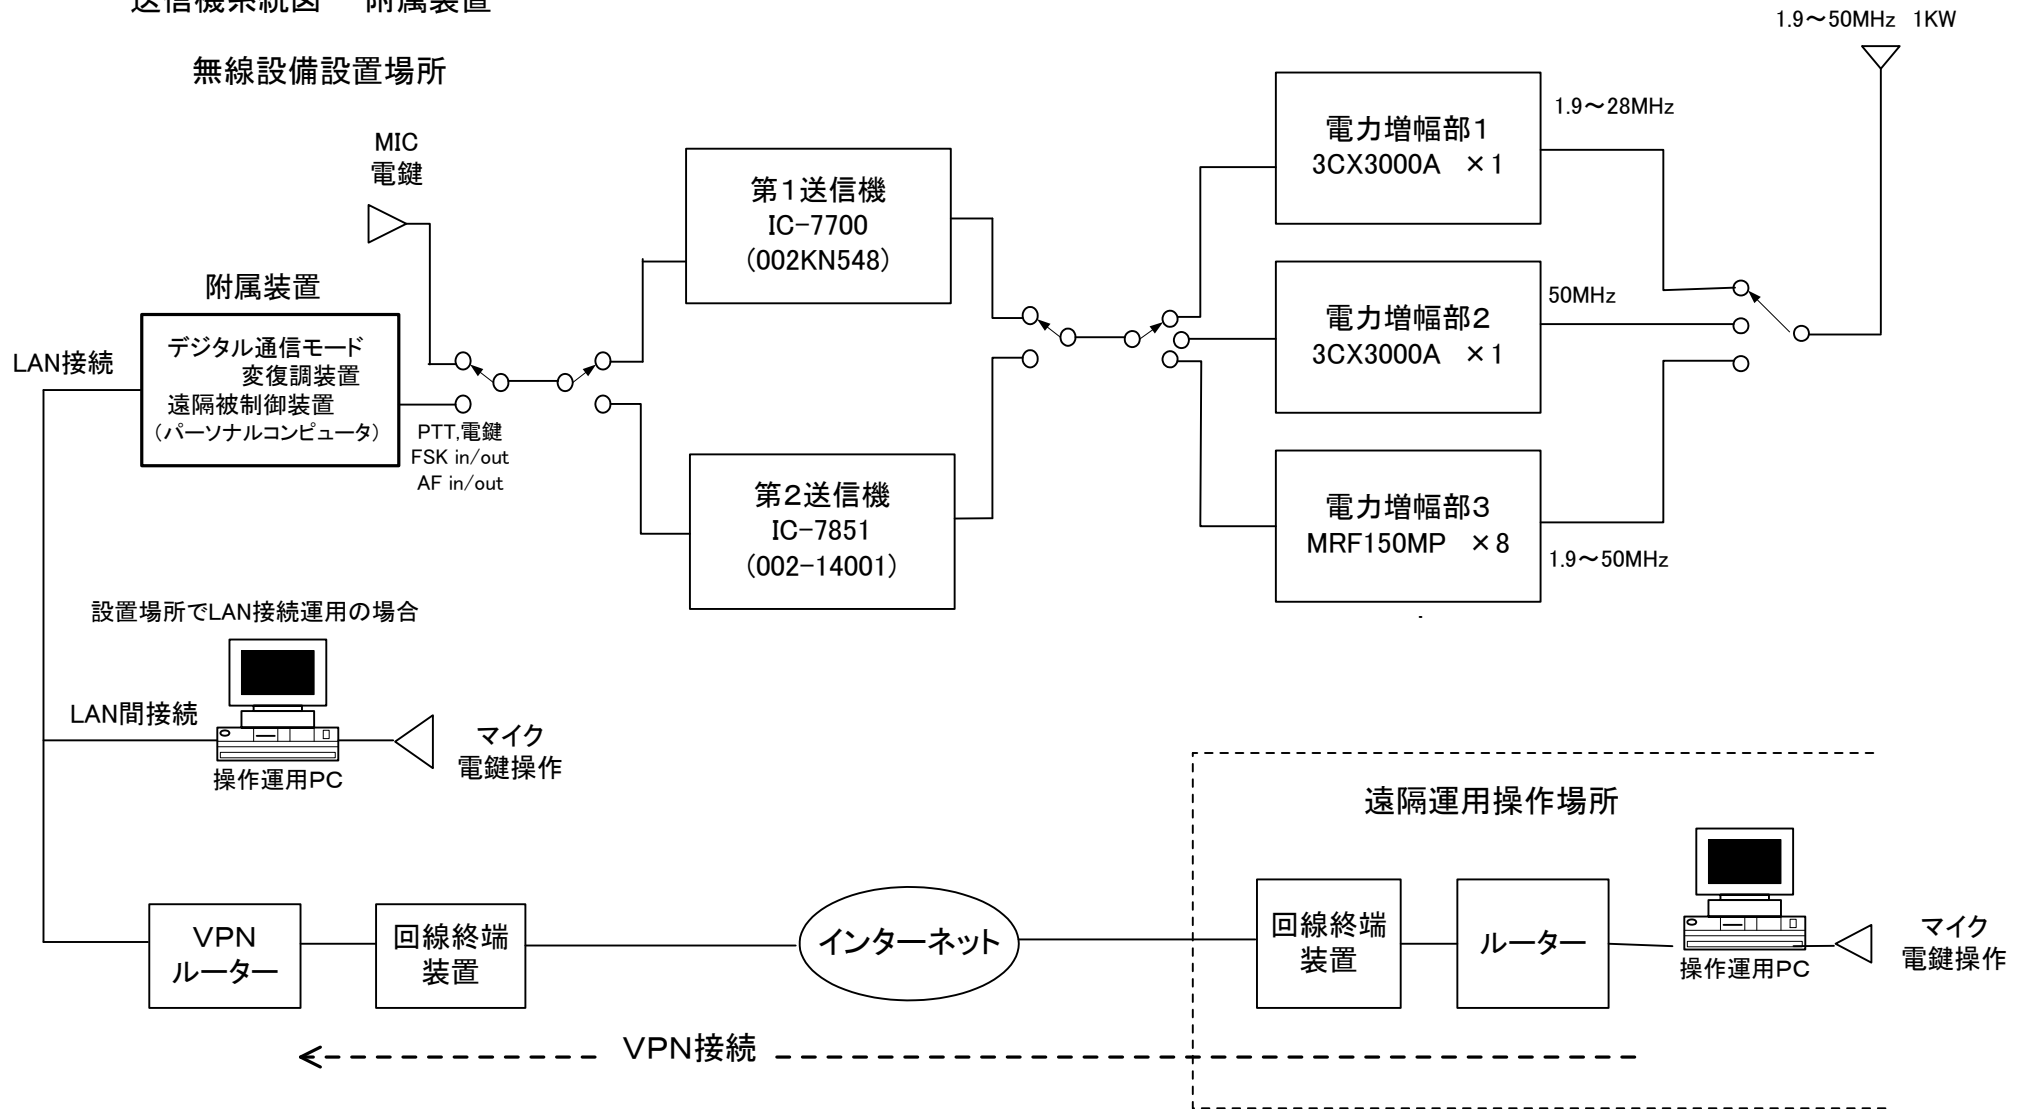 送信機系統図　附属装置
無線設備設置場所
1.9～50MHz 1KW
MIC
電鍵
第1送信機
IC-7700
(002KN548)
電力増幅部1
3CX3000A ×1
1.9～28MHz
附属装置
LAN接続
デジタル通信モード
変復調装置
遠隔被制御装置
(パーソナルコンピュータ)
PTT,電鍵
FSK in/out
AF in/out
電力増幅部2
3CX3000A ×1
50MHz
第2送信機
IC-7851
(002-14001)
電力増幅部3
MRF150MP ×8
1.9～50MHz
設置場所でLAN接続運用の場合
LAN間接続
操作運用PC
マイク
電鍵操作
遠隔運用操作場所
VPN
ルーター
回線終端
装置
インターネット
回線終端
装置
ルーター
操作運用PC
マイク
電鍵操作
VPN接続